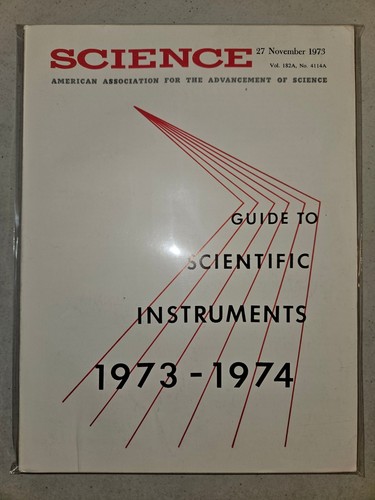 SCIENCE
27 November 1973
Vol. 182A, No. 4114A
AMERICAN ASSOCIATION FOR THE ADVANCEMENT OF SCIENCE
GUIDE TO
SCIENTIFIC
INSTRUMENTS
1973-1974